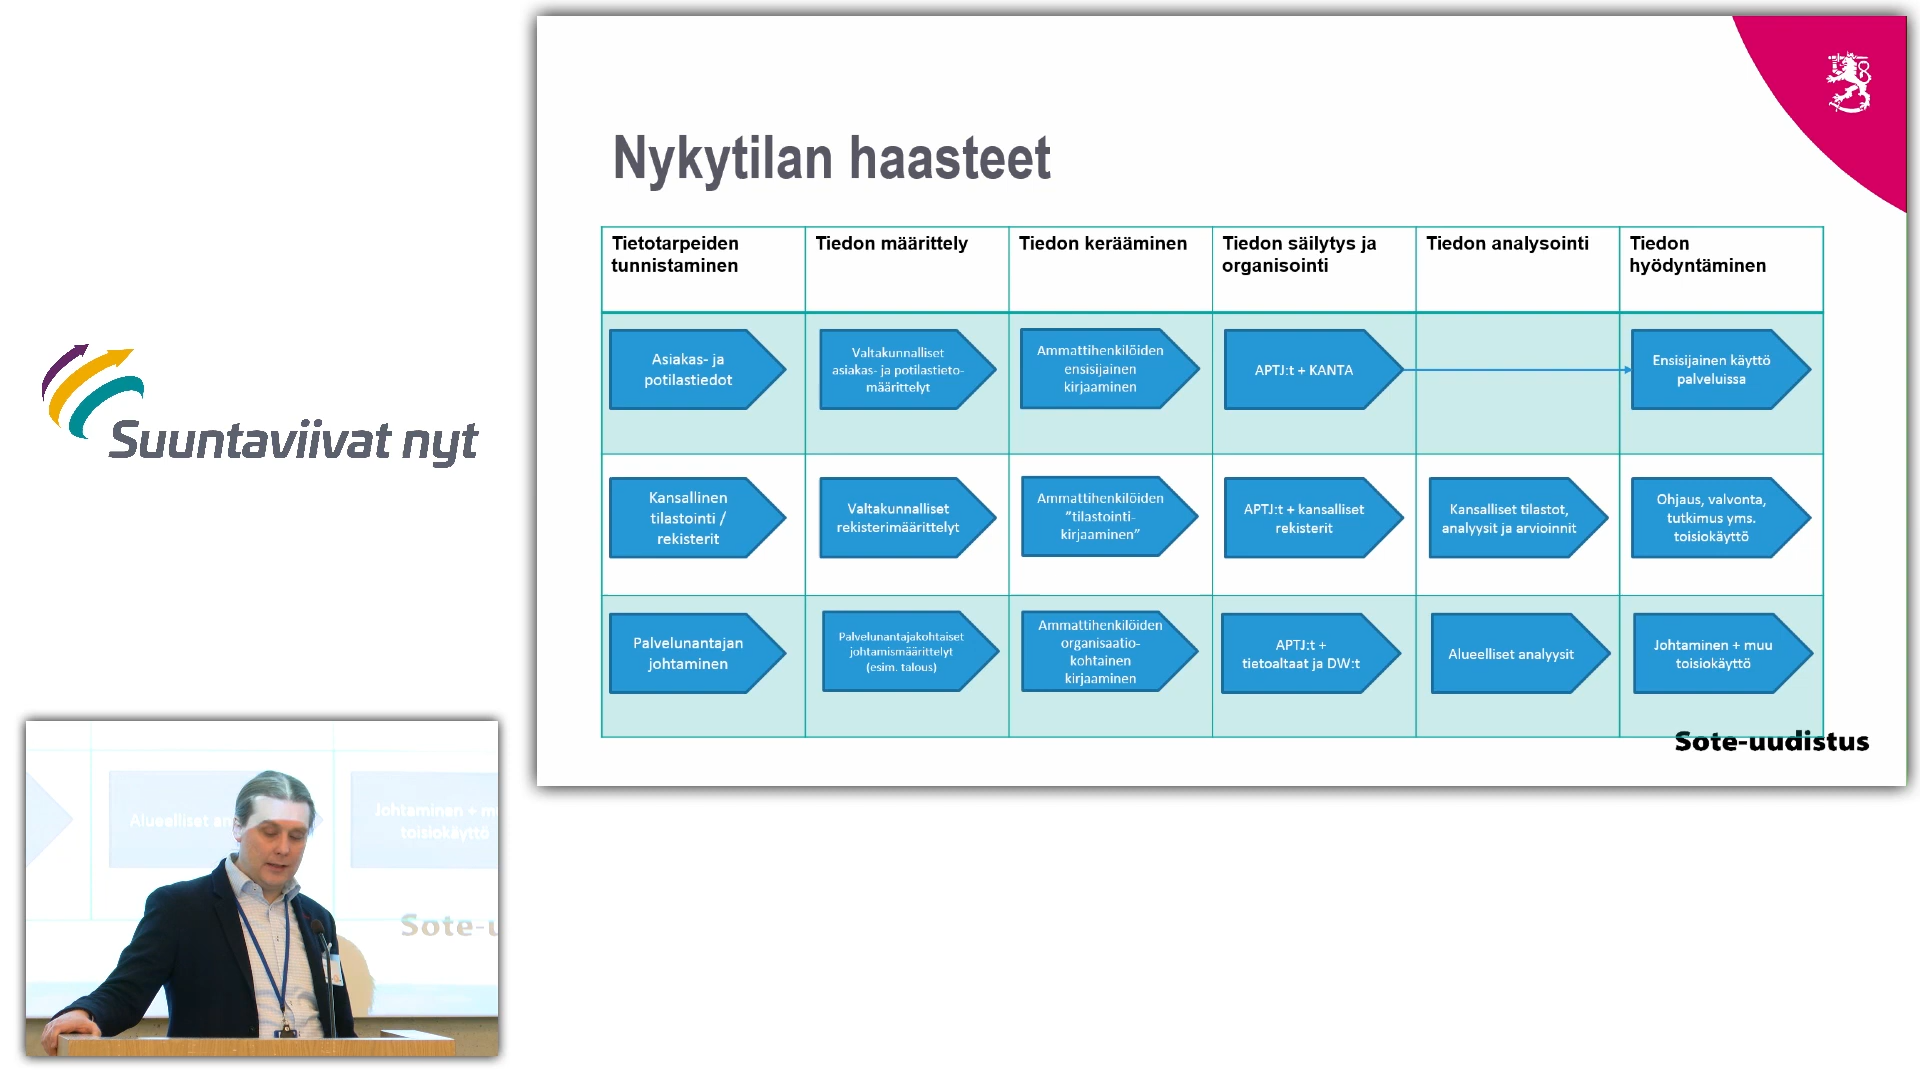 Nykytilan haasteet
Tietotarpeiden
tunnistaminen
Tiedon määrittely
Tiedon kerääminen
Tiedon säilytys ja
organisointi
Tiedon analysointi
Tiedon
hyödyntäminen
Asiakas- ja
potilastiedot
Valtakunnalliset
asiakas- ja potilastieto-
määrittelyt
Ammattihenkilöiden
ensisijainen
kirjaaminen
APTJ:t + KANTA
Ensisijainen käyttö
palveluissa
Kansallinen
tilastointi /
rekisterit
Valtakunnalliset
rekisterimäärittelyt
Ammattihenkilöiden
”tilastointi-
kirjaaminen”
APTJ:t + kansalliset
rekisterit
Kansalliset tilastot,
analyysit ja arvioinnit
Ohjaus, valvonta,
tutkimus yms.
toisiokäyttö
Palvelunantajan
johtaminen
Palvelunantajakohtaiset
johtamismäärittelyt
(esim. talous)
Ammattihenkilöiden
organisaatio-
kohtainen
kirjaaminen
APTJ:t +
tietoaltaat ja DW:t
Alueelliset analyysit
Johtaminen + muu
toisiokäyttö
Sote-uudistus
Suuntaviivat nyt
Alueelliset an
Johtaminen + m
toisiokäyttö
Sote-u